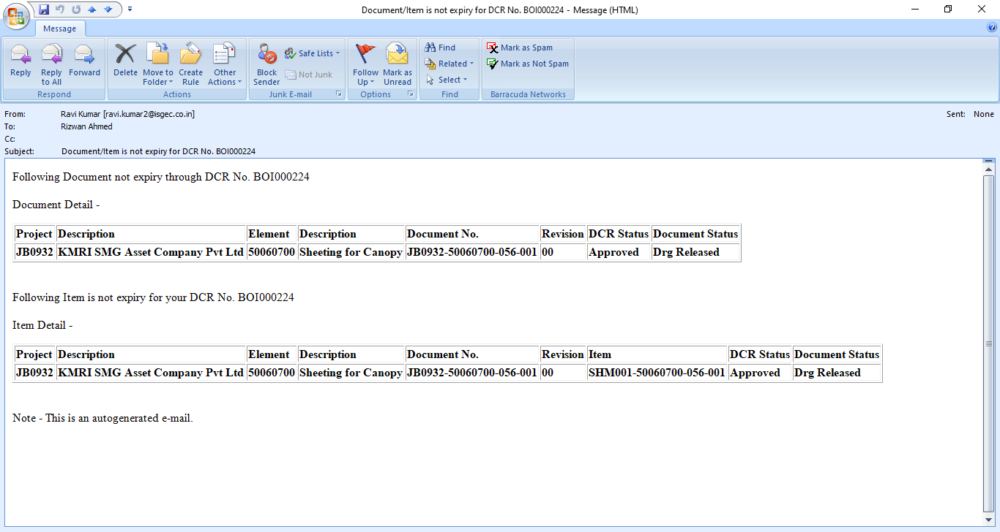 Document/Item is not expiry for DCR No. BOI000224 - Message (HTML)
Message
Reply
Reply to All
Forward
Respond
Delete
Move to Folder
Create Rule
Other Actions
Actions
Block Sender
Safe Lists
Not Junk
Junk E-mail
Follow Up
Mark as Unread
Options
Find
Related
Select
Find
Mark as Spam
Mark as Not Spam
Barracuda Networks
From: Ravi Kumar [ravi.kumar2@isgec.co.in] Sent: None
To: Rizwan Ahmed
Cc:
Subject: Document/Item is not expiry for DCR No. BOI000224
Following Document not expiry through DCR No. BOI000224
Document Detail -
Project Description Element Description Document No. Revision DCR Status Document Status
JB0932 KMRI SMG Asset Company Pvt Ltd 50060700 Sheeting for Canopy JB0932-50060700-056-001 00 Approved Drg Released
Following Item is not expiry for your DCR No. BOI000224
Item Detail -
Project Description Element Description Document No. Revision Item DCR Status Document Status
JB0932 KMRI SMG Asset Company Pvt Ltd 50060700 Sheeting for Canopy JB0932-50060700-056-001 00 SHM001-50060700-056-001 Approved Drg Released
Note - This is an autogenerated e-mail.